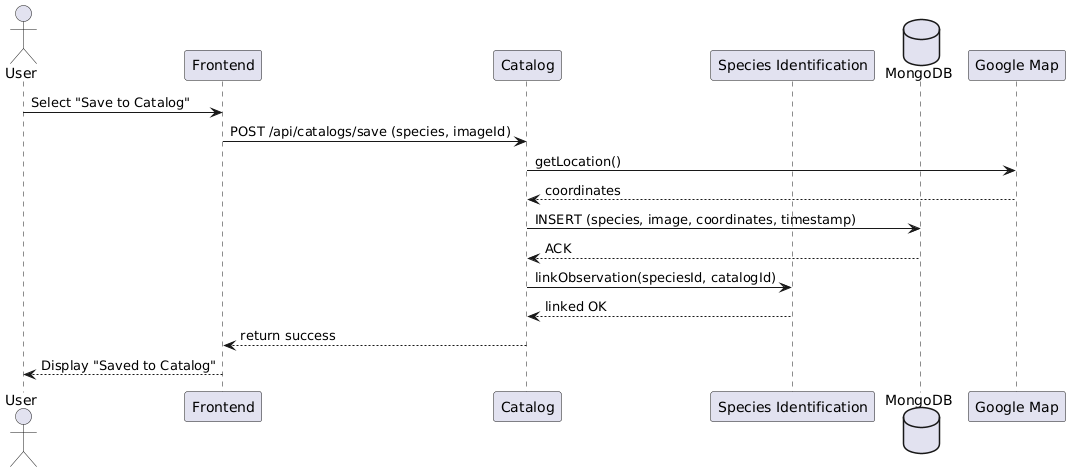 User
Frontend
Catalog
Species Identification
MongoDB
Google Map
Select "Save to Catalog"
POST /api/catalogs/save (species, imageId)
getLocation()
coordinates
INSERT (species, image, coordinates, timestamp)
ACK
linkObservation(speciesId, catalogId)
linked OK
return success
Display "Saved to Catalog"
User
Frontend
Catalog
Species Identification
MongoDB
Google Map